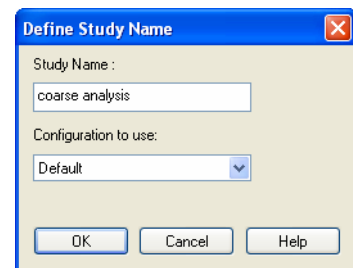 Define Study Name
Study Name :
coarse analysis
Configuration to use:
Default
OK Cancel Help